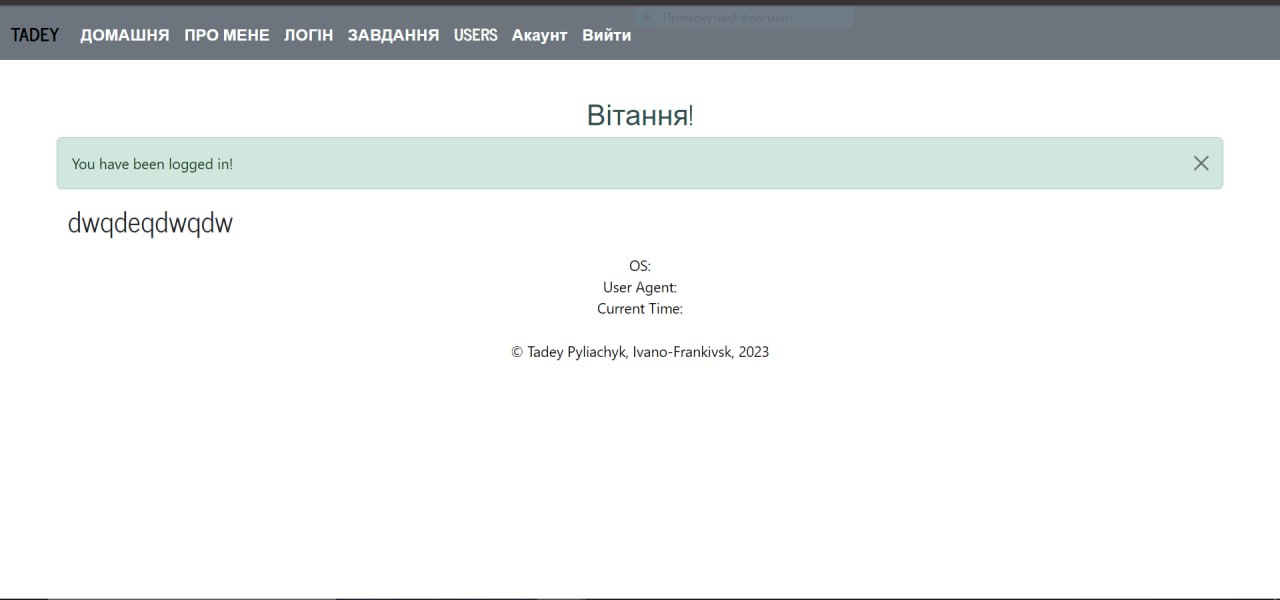 Прямокутний фрагмент
TADEY ДОМАШНЯ ПРО МЕНЕ ЛОГІН ЗАВДАННЯ USERS Акаунт Вийти
Вітання!
You have been logged in!
dwqdeqdwqdw
OS:
User Agent:
Current Time:
© Tadey Pyliachyk, Ivano-Frankivsk, 2023